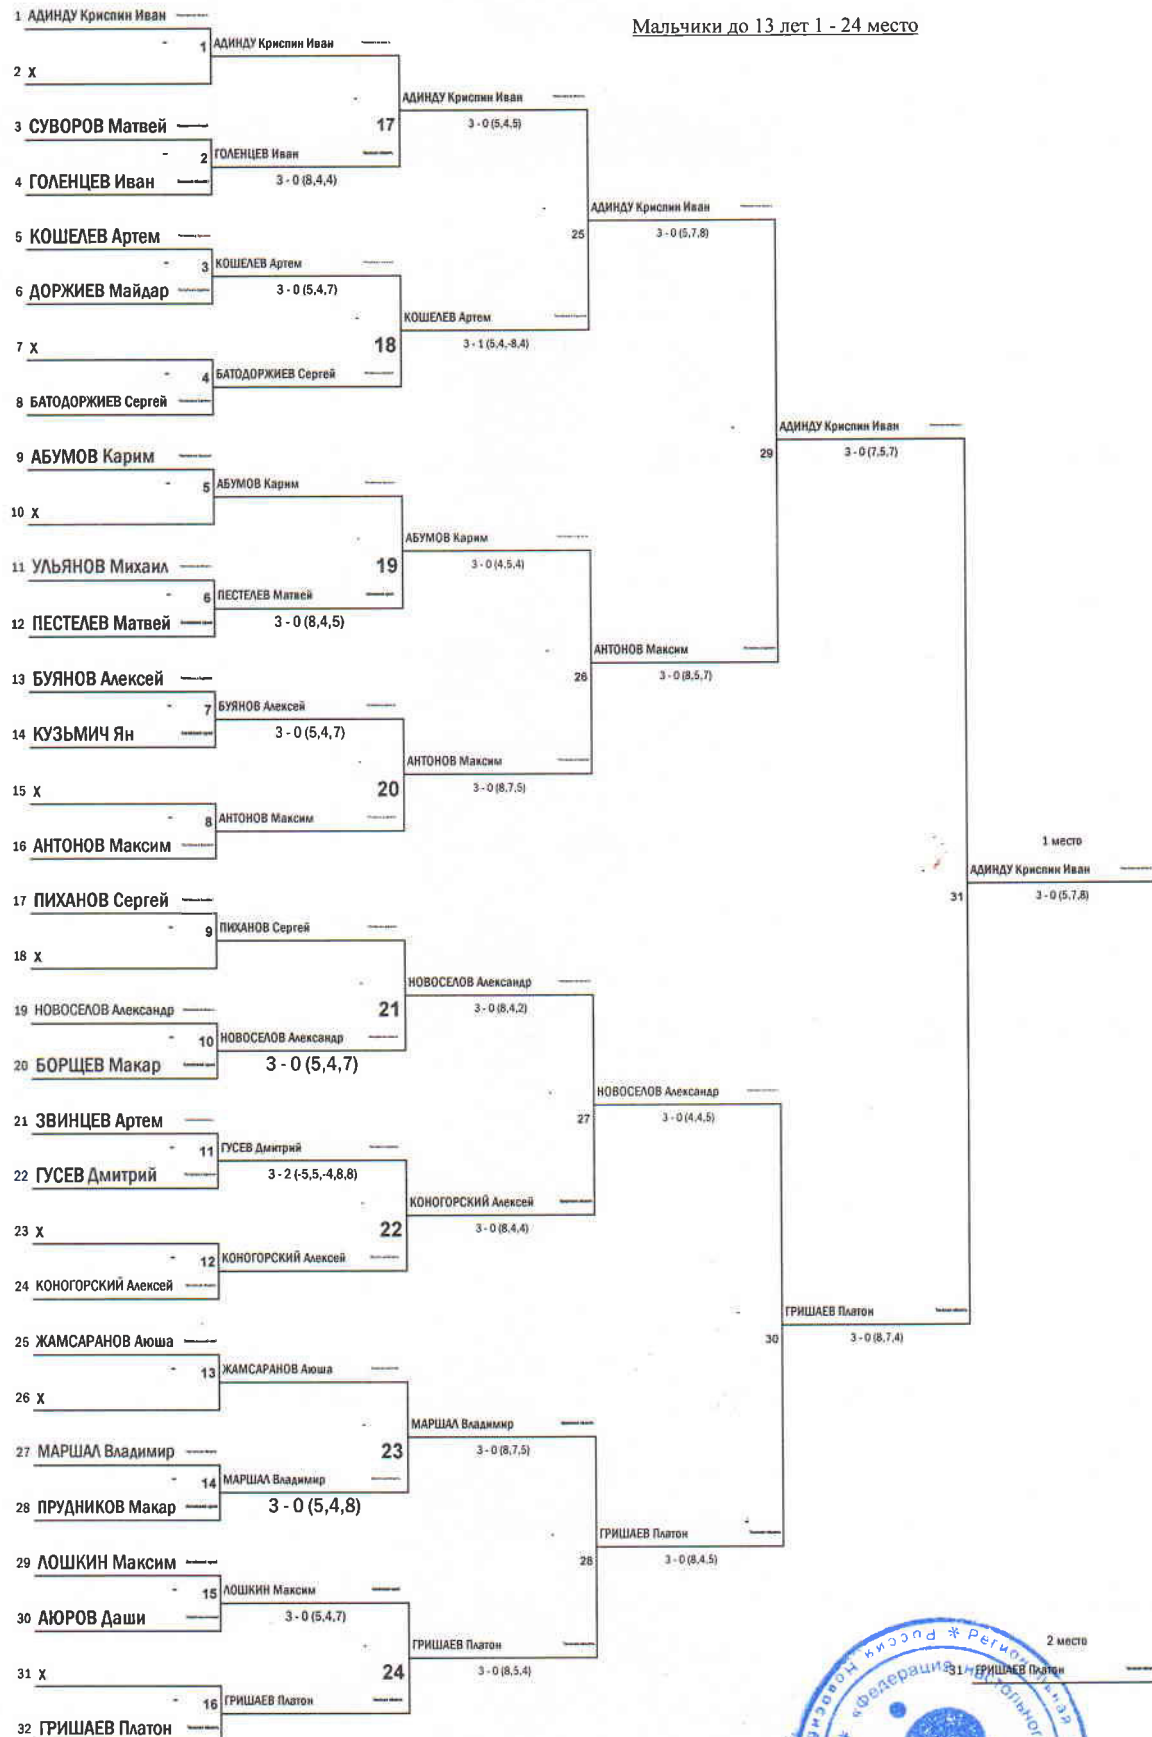 Мальчики до 13 лет 1 - 24 место
1 АДИНДУ Криспин Иван
- 1 АДИНДУ Криспин Иван
2 X
АДИНДУ Криспин Иван
17 3 - 0 (5,4,5)
3 СУВОРОВ Матвей
- 2 ГОЛЕНЦЕВ Иван
4 ГОЛЕНЦЕВ Иван 3 - 0 (8,4,4)
АДИНДУ Криспин Иван
25 3 - 0 (5,7,8)
5 КОШЕЛЕВ Артем
- 3 КОШЕЛЕВ Артем
6 ДОРЖИЕВ Майдар 3 - 0 (5,4,7)
КОШЕЛЕВ Артем
18 3 - 1 (5,4,-8,4)
7 X
- 4 БАТОДОРЖИЕВ Сергей
8 БАТОДОРЖИЕВ Сергей
АДИНДУ Криспин Иван
29 3 - 0 (7,5,7)
9 АБУМОВ Карим
- 5 АБУМОВ Карим
10 X
АБУМОВ Карим
19 3 - 0 (4,5,4)
11 УЛЬЯНОВ Михаил
- 6 ПЕСТЕЛЕВ Матвей
12 ПЕСТЕЛЕВ Матвей 3 - 0 (8,4,5)
АНТОНОВ Максим
26 3 - 0 (8,5,7)
13 БУЯНОВ Алексей
- 7 БУЯНОВ Алексей
14 КУЗЬМИЧ Ян 3 - 0 (5,4,7)
АНТОНОВ Максим
20 3 - 0 (8,7,5)
15 X
- 8 АНТОНОВ Максим
16 АНТОНОВ Максим
1 место
АДИНДУ Криспин Иван
31 3 - 0 (5,7,8)
17 ПИХАНОВ Сергей
- 9 ПИХАНОВ Сергей
18 X
НОВОСЕЛОВ Александр
21 3 - 0 (8,4,2)
19 НОВОСЕЛОВ Александр
- 10 НОВОСЕЛОВ Александр
20 БОРЩЕВ Макар 3 - 0 (5,4,7)
НОВОСЕЛОВ Александр
27 3 - 0 (4,4,5)
21 ЗВИНЦЕВ Артем
- 11 ГУСЕВ Дмитрий
22 ГУСЕВ Дмитрий 3 - 2 (-5,5,-4,8,8)
КОНОГОРСКИЙ Алексей
22 3 - 0 (8,4,4)
23 X
- 12 КОНОГОРСКИЙ Алексей
24 КОНОГОРСКИЙ Алексей
ГРИШАЕВ Платон
30 3 - 0 (8,7,4)
25 ЖАМСАРАНОВ Аюша
- 13 ЖАМСАРАНОВ Аюша
26 X
МАРШАЛ Владимир
23 3 - 0 (8,7,5)
27 МАРШАЛ Владимир
- 14 МАРШАЛ Владимир
28 ПРУДНИКОВ Макар 3 - 0 (5,4,8)
ГРИШАЕВ Платон
28 3 - 0 (8,4,5)
29 ЛОШКИН Максим
- 15 ЛОШКИН Максим
30 АЮРОВ Даши 3 - 0 (5,4,7)
ГРИШАЕВ Платон
24 3 - 0 (8,5,4)
31 X
- 16 ГРИШАЕВ Платон
32 ГРИШАЕВ Платон
2 место
31 ГРИШАЕВ Платон
России * Региональная
«Федерация настольного